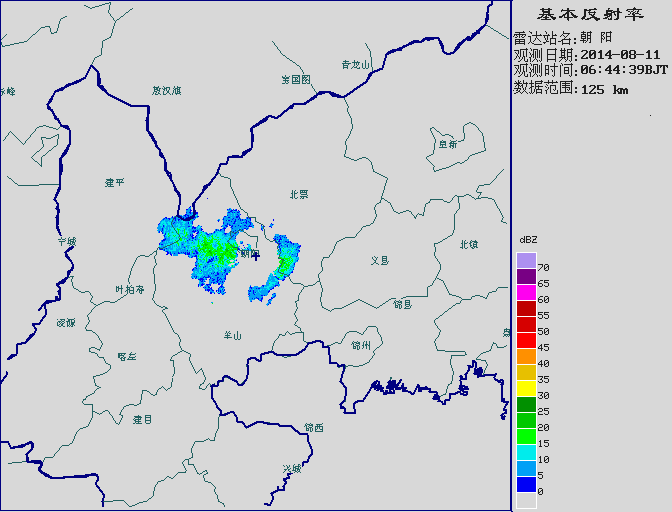 基本反射率
雷达站名:朝 阳
观测日期:2014-08-11
观测时间:06:44:39BJT
数据范围:125 km
青龙山
宝国图
敖汉旗
赤峰
阜新
建平
北票
宁城
北镇
朝阳
义县
叶柏寿
锦县
凌源
羊山
锦州
喀左
建昌
锦西
兴城
dBZ
70
65
60
55
50
45
40
35
30
25
20
15
10
5
0